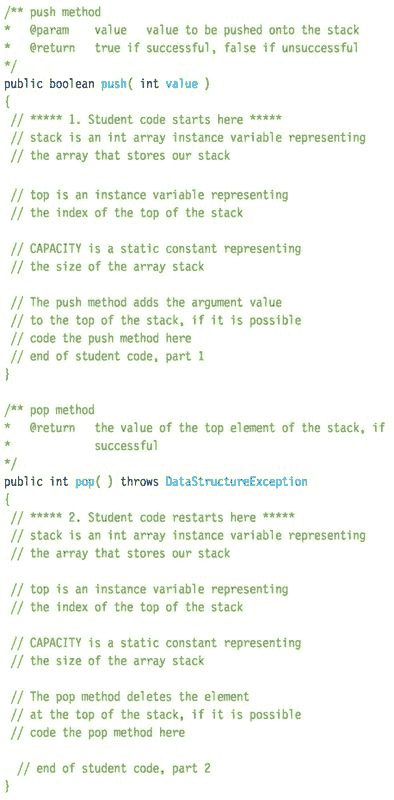 /** push method
*   @param    value   value to be pushed onto the stack
*   @return   true if successful, false if unsuccessful
*/
public boolean push( int value )
{
// ***** 1. Student code starts here *****
// stack is an int array instance variable representing
// the array that stores our stack
// top is an instance variable representing
// the index of the top of the stack
// CAPACITY is a static constant representing
// the size of the array stack
// The push method adds the argument value
// to the top of the stack, if it is possible
// code the push method here
// end of student code, part 1
}
/** pop method
*   @return   the value of the top element of the stack, if
*             successful
*/
public int pop( ) throws DataStructureException
{
// ***** 2. Student code restarts here *****
// stack is an int array instance variable representing
// the array that stores our stack
// top is an instance variable representing
// the index of the top of the stack
// CAPACITY is a static constant representing
// the size of the array stack
// The pop method deletes the element
// at the top of the stack, if it is possible
// code the pop method here
// end of student code, part 2
}